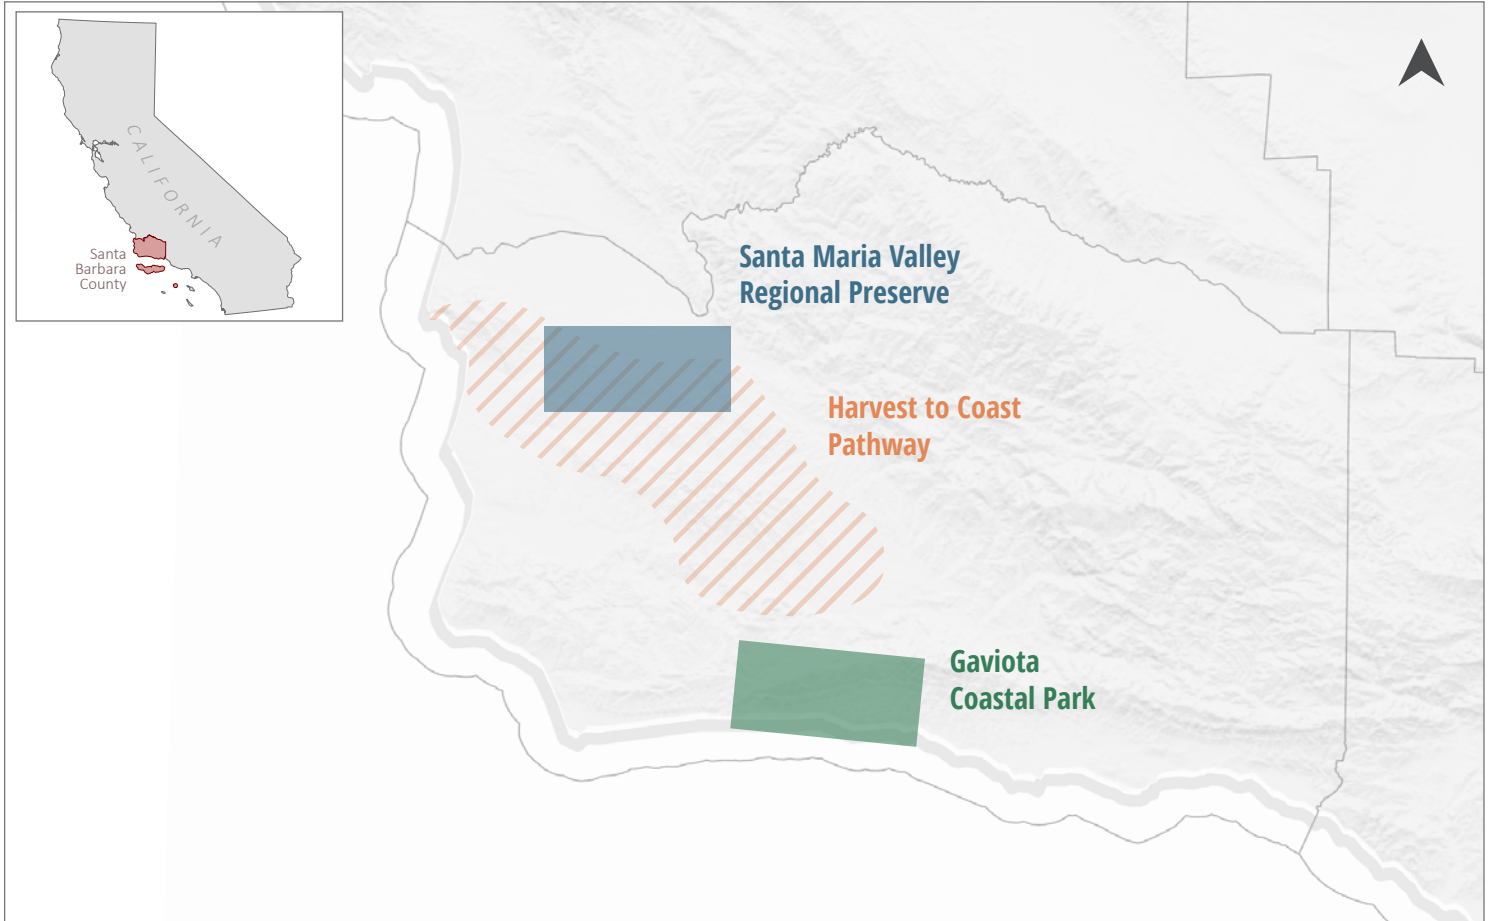 CALIFORNIA
Santa
Barbara
County
Santa Maria Valley
Regional Preserve
Harvest to Coast
Pathway
Gaviota
Coastal Park